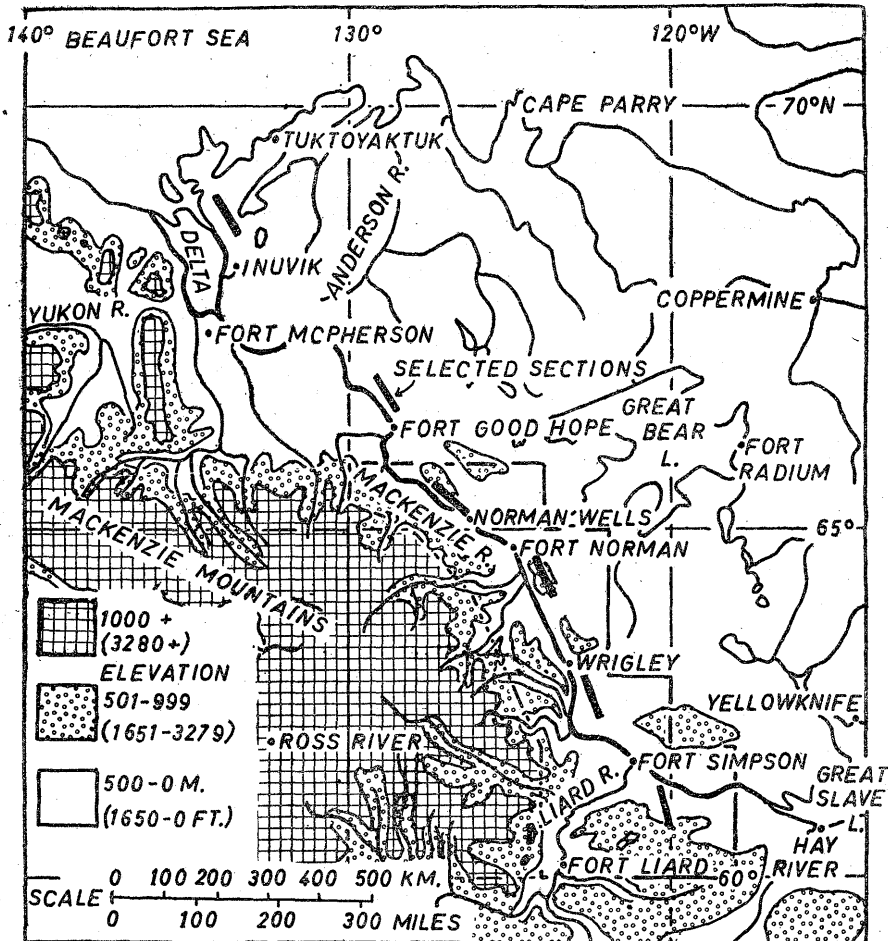 140° BEAUFORT SEA 130° 120°W
CAPE PARRY
70°N
TUKTOYAKTUK
ANDERSON R.
DELTA
INUVIK
COPPERMINE
YUKON R.
FORT MCPHERSON
SELECTED SECTIONS
GREAT
BEAR
L.
FORT GOOD HOPE
FORT
RADIUM
MACKENZIE R.
NORMAN WELLS
65°
MACKENZIE MOUNTAINS
FORT NORMAN
1000 +
(3280+)
WRIGLEY
ELEVATION
501-999
(1651-3279)
YELLOWKNIFE
ROSS RIVER
FORT SIMPSON
GREAT
SLAVE
L.
LIARD R.
500-0 M.
(1650-0 FT.)
HAY
RIVER
FORT LIARD
60°
SCALE
0 100 200 300 400 500 KM.
0 100 200 300 MILES